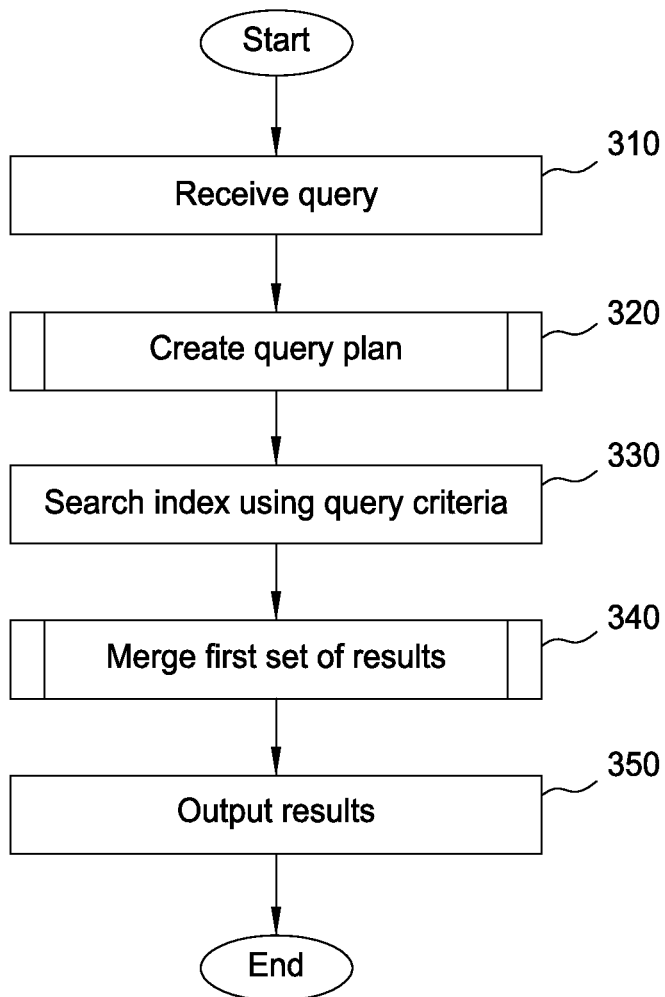 Start
310
Receive query
320
Create query plan
330
Search index using query criteria
340
Merge first set of results
350
Output results
End